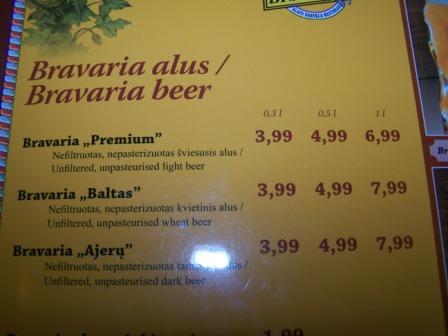 Bravaria alus /
Bravaria beer
0,3 l 0,5 l 1 l
Bravaria „Premium” 3,99 4,99 6,99
Nefiltruotas, nepasterizuotas šviesusis alus /
Unfiltered, unpasteurised light beer
Bravaria „Baltas” 3,99 4,99 7,99
Nefiltruotas, nepasterizuotas kvietinis alus /
Unfiltered, unpasteurised wheat beer
Bravaria „Ajerų” 3,99 4,99 7,99
Nefiltruotas, nepasterizuotas alus /
Unfiltered, unpasteurised dark beer
Br